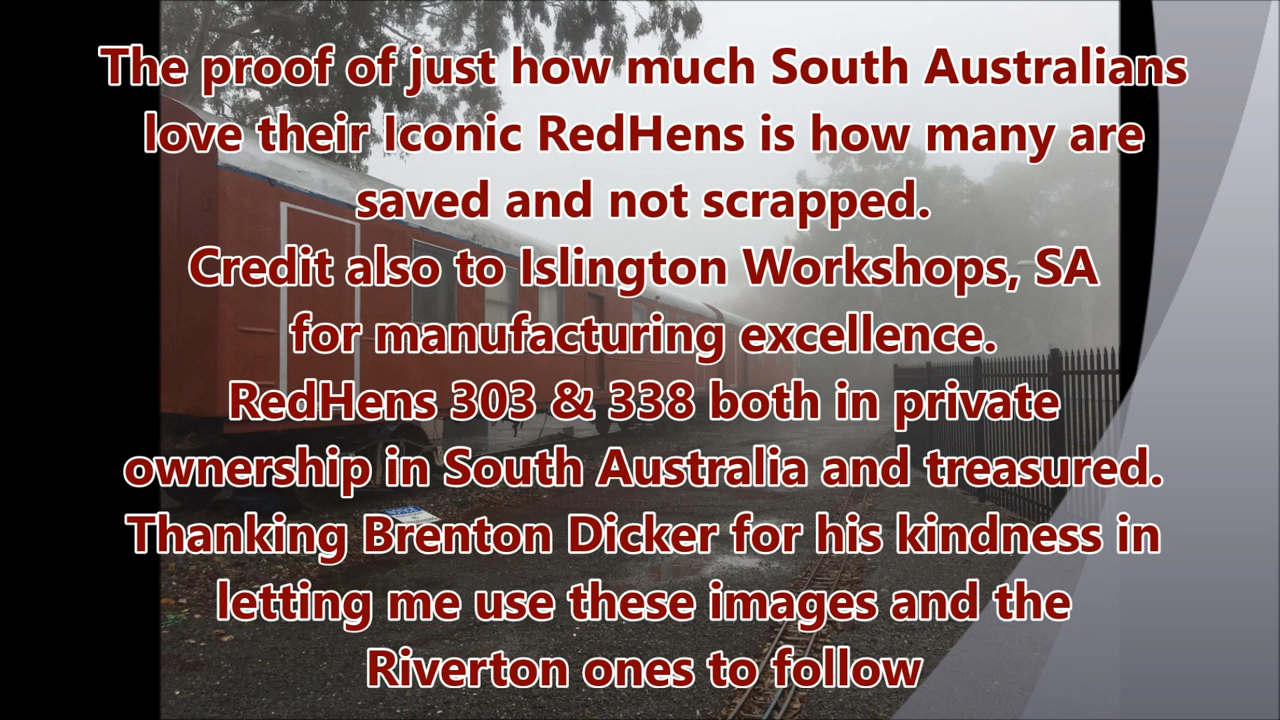 The proof of just how much South Australians
love their Iconic RedHens is how many are
saved and not scrapped.
Credit also to Islington Workshops, SA
for manufacturing excellence.
RedHens 303 & 338 both in private
ownership in South Australia and treasured.
Thanking Brenton Dicker for his kindness in
letting me use these images and the
Riverton ones to follow